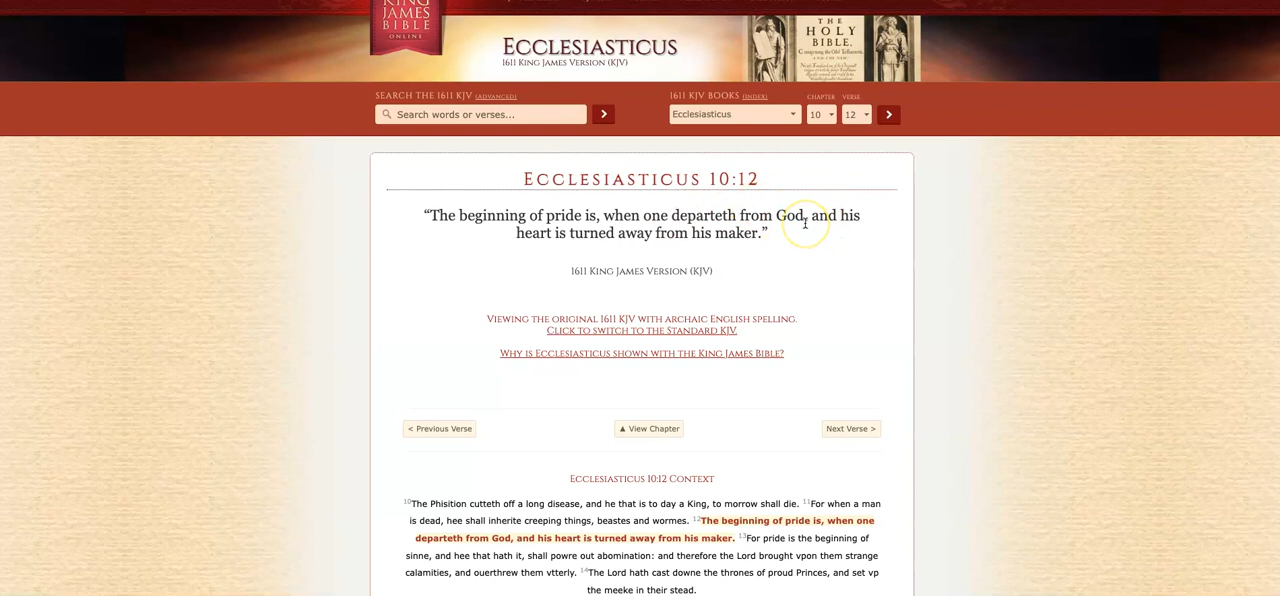 KING
JAMES
BIBLE
ONLINE
Ecclesiasticus
1611 King James Version (KJV)
THE
HOLY
BIBLE,
Search the 1611 KJV (Advanced)
1611 KJV Books (Index)
Chapter
Verse
Search words or verses...
Ecclesiasticus
10
12
Ecclesiasticus 10:12
“The beginning of pride is, when one departeth from God, and his
heart is turned away from his maker.”
1611 King James Version (KJV)
Viewing the original 1611 KJV with archaic English spelling.
Click to switch to the Standard KJV.
Why is Ecclesiasticus shown with the King James Bible?
< Previous Verse
▲ View Chapter
Next Verse >
Ecclesiasticus 10:12 Context
10The Phisition cutteth off a long disease, and he that is to day a King, to morrow shall die. 11For when a man
is dead, hee shall inherite creeping things, beastes and wormes. 12The beginning of pride is, when one
departeth from God, and his heart is turned away from his maker. 13For pride is the beginning of
sinne, and hee that hath it, shall powre out abomination: and therefore the Lord brought vpon them strange
calamities, and ouerthrew them vtterly. 14The Lord hath cast downe the thrones of proud Princes, and set vp
the meeke in their stead.